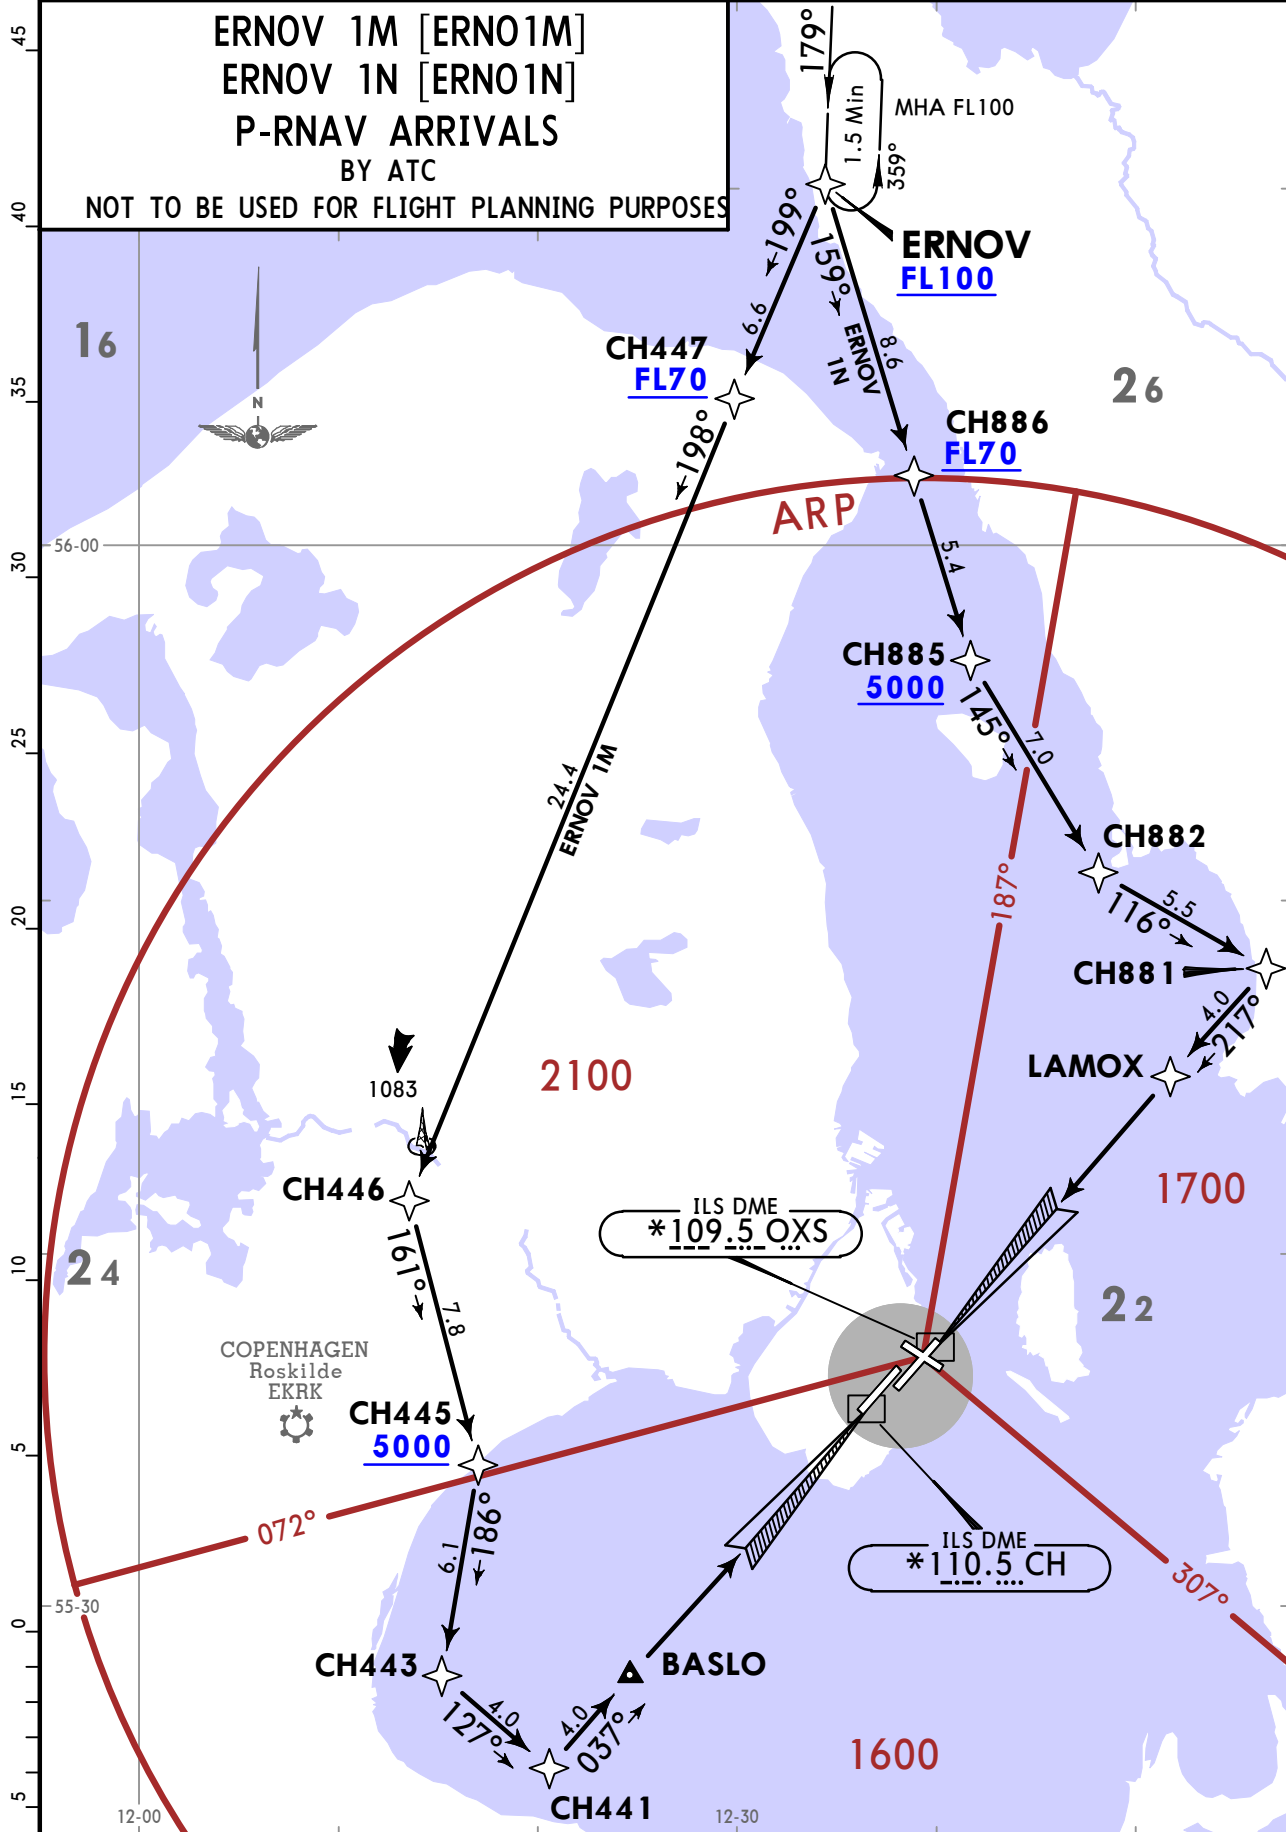 ERNOV 1M [ERNO1M]
ERNOV 1N [ERNO1N]
P-RNAV ARRIVALS
BY ATC
NOT TO BE USED FOR FLIGHT PLANNING PURPOSES
45
40
35
30
25
20
15
10
5
0
5
179°
1.5 Min
359°
MHA FL100
ERNOV
FL100
199°
6.6
159°
ERNOV
1N
8.6
16
N
CH447
FL70
198°
26
CH886
FL70
ARP
56-00
5.4
CH885
5000
145°
7.0
24.4
ERNOV 1M
CH882
116°
5.5
187°
CH881
4.0
217°
LAMOX
1083
2100
CH446
1700
ILS DME
*109.5 OXS
161°
7.8
24
22
COPENHAGEN
Roskilde
EKRK
CH445
5000
072°
186°
6.1
ILS DME
*110.5 CH
307°
55-30
CH443
BASLO
4.0
127°
4.0
037°
1600
CH441
12-00
12-30